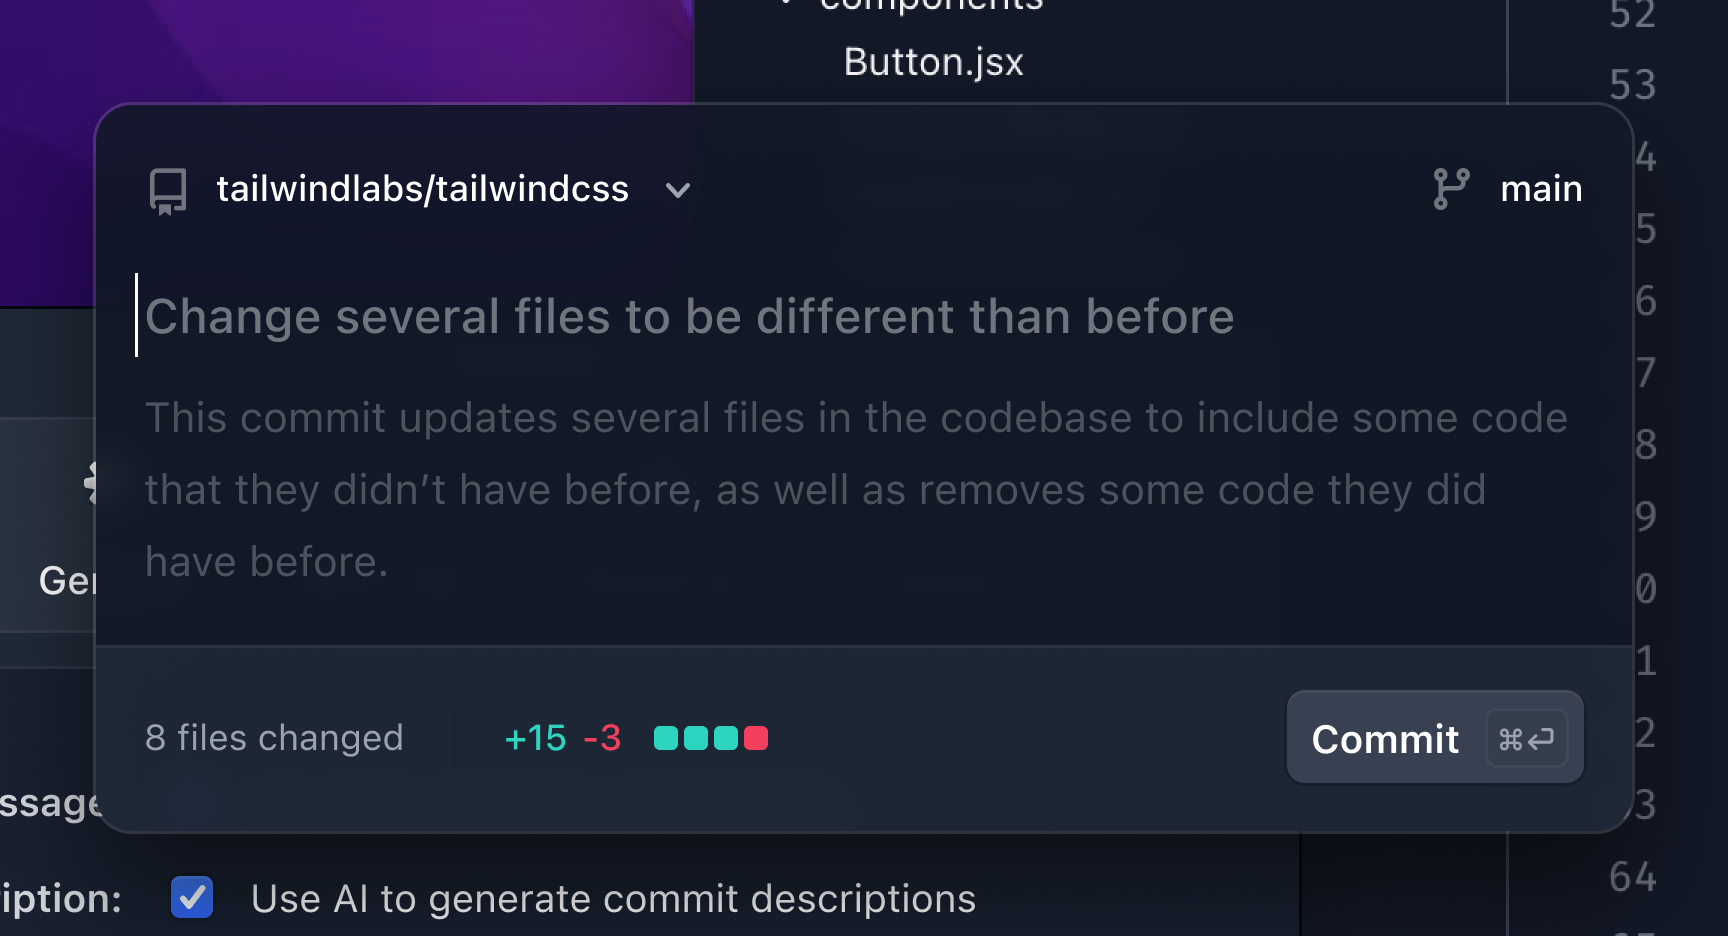 components
Button.jsx
52
53
4
5
6
7
8
9
0
1
2
3
64
tailwindlabs/tailwindcss
main
Change several files to be different than before
This commit updates several files in the codebase to include some code
that they didn’t have before, as well as removes some code they did
have before.
Ger
8 files changed
+15 -3
Commit ⌘⏎
ssage
iption:
Use AI to generate commit descriptions